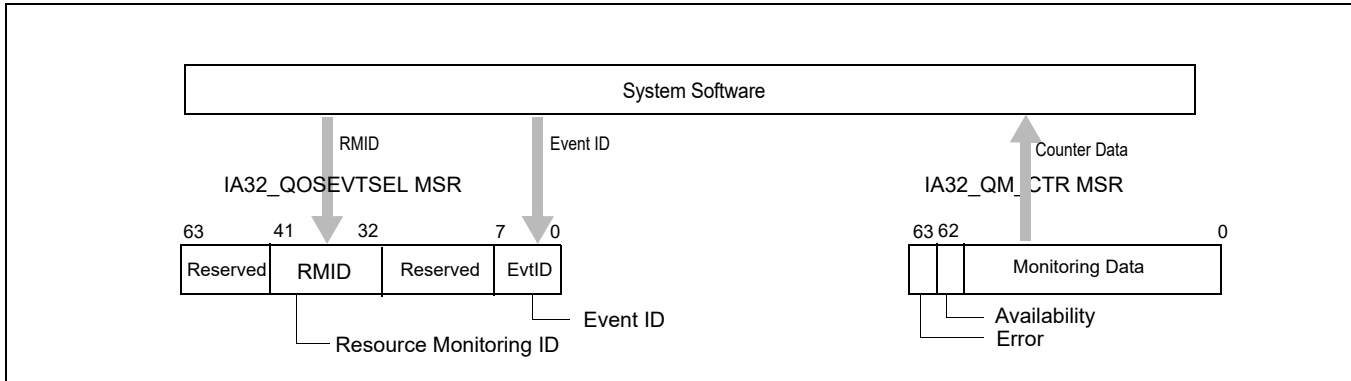 System Software
RMID
Event ID
Counter Data
IA32_QOSEVTSEL MSR
IA32_QM_CTR MSR
63 41 32 7 0
63 62 0
Reserved RMID Reserved EvtID
Monitoring Data
Event ID
Resource Monitoring ID
Availability
Error